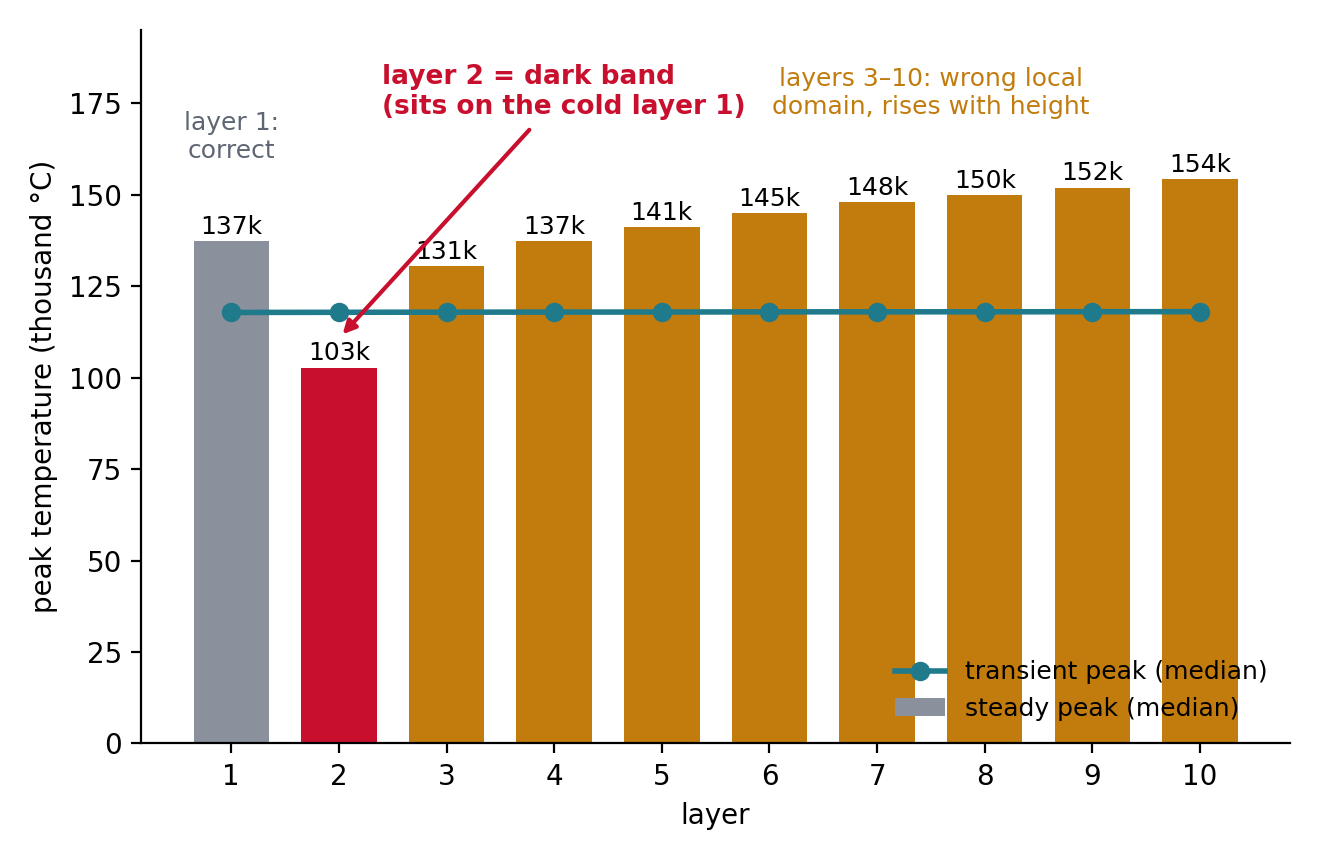 layer 2 = dark band
(sits on the cold layer 1)
layers 3–10: wrong local
domain, rises with height
layer 1:
correct
137k
103k
131k
137k
141k
145k
148k
150k
152k
154k
peak temperature (thousand °C)
175
150
125
100
75
50
25
0
transient peak (median)
steady peak (median)
1 2 3 4 5 6 7 8 9 10
layer